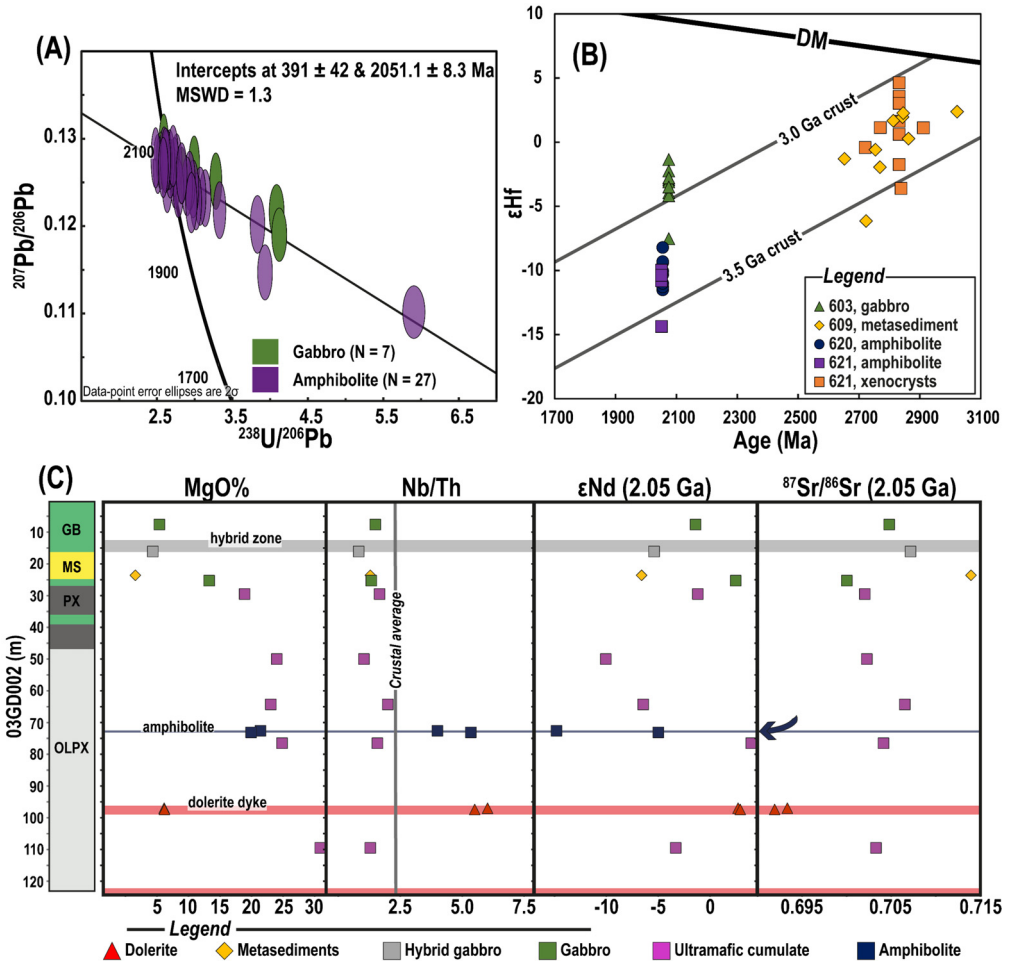 (A)
Intercepts at 391 ± 42 & 2051.1 ± 8.3 Ma
MSWD = 1.3
0.13
0.12
0.11
0.10
2100
1900
1700
²⁰⁷Pb/²⁰⁶Pb
Gabbro (N = 7)
Amphibolite (N = 27)
Data-point error ellipses are 2σ
2.5 3.5 4.5 5.5 6.5
²³⁸U/²⁰⁶Pb
(B)
DM
3.0 Ga crust
3.5 Ga crust
10
5
0
-5
-10
-15
-20
εHf
Legend
603, gabbro
609, metasediment
620, amphibolite
621, amphibolite
621, xenocrysts
1700 1900 2100 2300 2500 2700 2900 3100
Age (Ma)
(C)
MgO% Nb/Th εNd (2.05 Ga) ⁸⁷Sr/⁸⁶Sr (2.05 Ga)
03GD002 (m)
10
20
30
40
50
60
70
80
90
100
110
120
GB
MS
PX
OLPX
hybrid zone
Crustal average
amphibolite
dolerite dyke
5 10 15 20 25 30 2.5 5.0 7.5 -10 0 0.695 0.705 0.715
Legend
Dolerite Metasediments Hybrid gabbro Gabbro Ultramafic cumulate Amphibolite